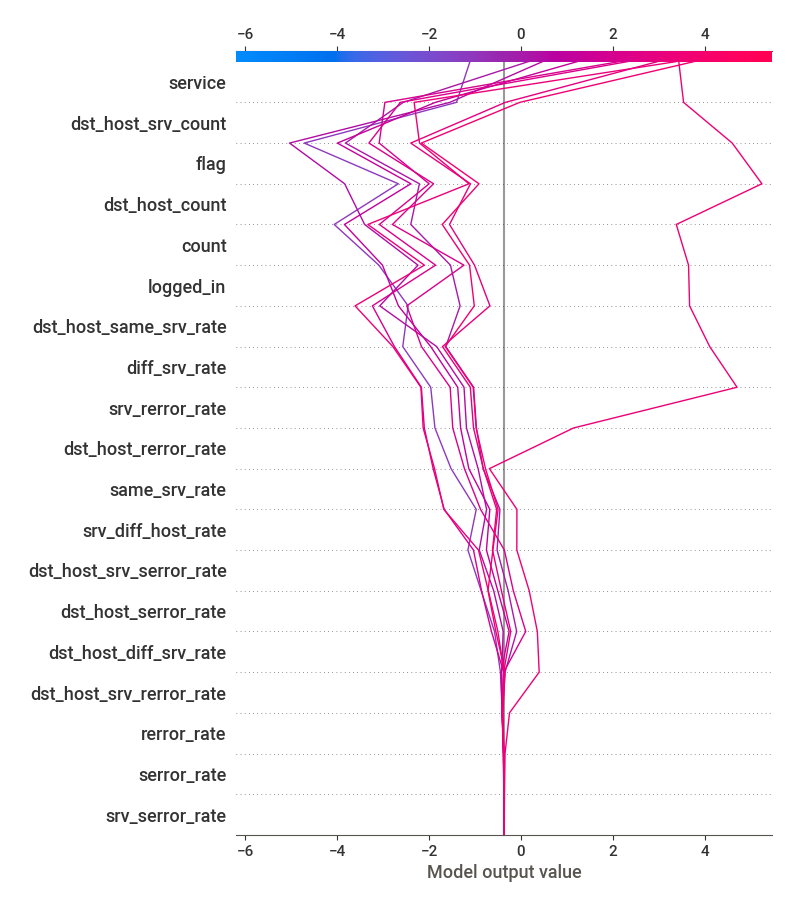 −6 −4 −2 0 2 4
service
dst_host_srv_count
flag
dst_host_count
count
logged_in
dst_host_same_srv_rate
diff_srv_rate
srv_rerror_rate
dst_host_rerror_rate
same_srv_rate
srv_diff_host_rate
dst_host_srv_serror_rate
dst_host_serror_rate
dst_host_diff_srv_rate
dst_host_srv_rerror_rate
rerror_rate
serror_rate
srv_serror_rate
−6 −4 −2 0 2 4
Model output value